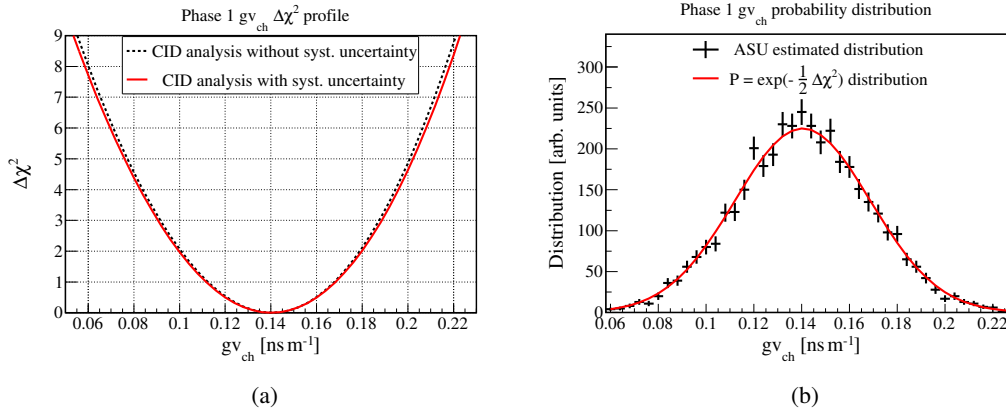 Phase 1 gv_ch Δχ² profile
9
8
7
6
5
4
3
2
1
0
Δχ²
CID analysis without syst. uncertainty
CID analysis with syst. uncertainty
0.06 0.08 0.1 0.12 0.14 0.16 0.18 0.2 0.22
gv_ch [ns m⁻¹]
(a)
Phase 1 gv_ch probability distribution
300
250
200
150
100
50
0
Distribution [arb. units]
ASU estimated distribution
P = exp(- 1/2 Δχ²) distribution
0.06 0.08 0.1 0.12 0.14 0.16 0.18 0.2 0.22
gv_ch [ns m⁻¹]
(b)